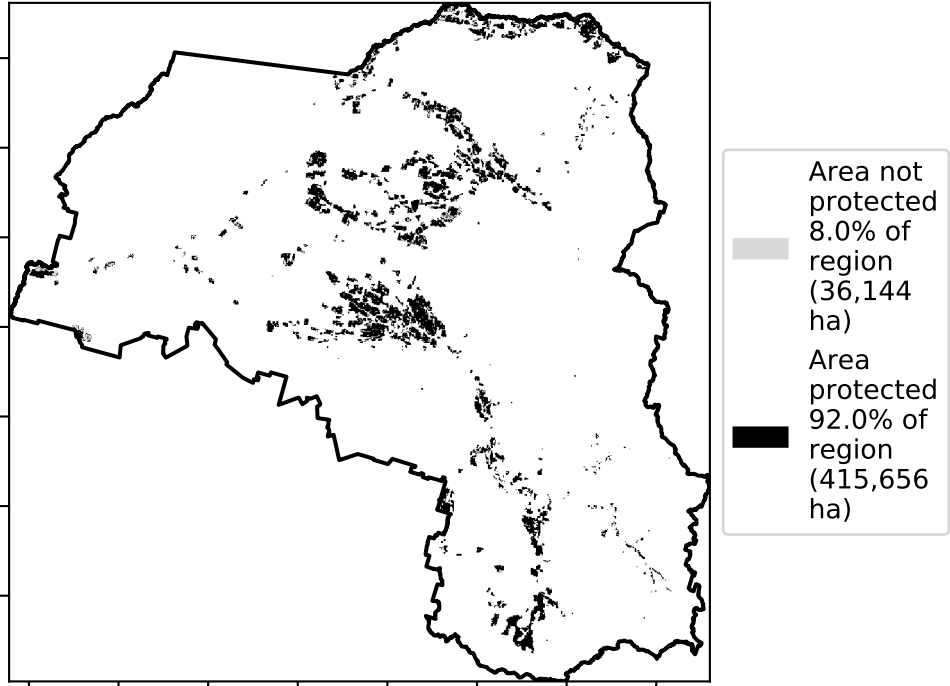 Area not
protected
8.0% of
region
(36,144
ha)
Area
protected
92.0% of
region
(415,656
ha)